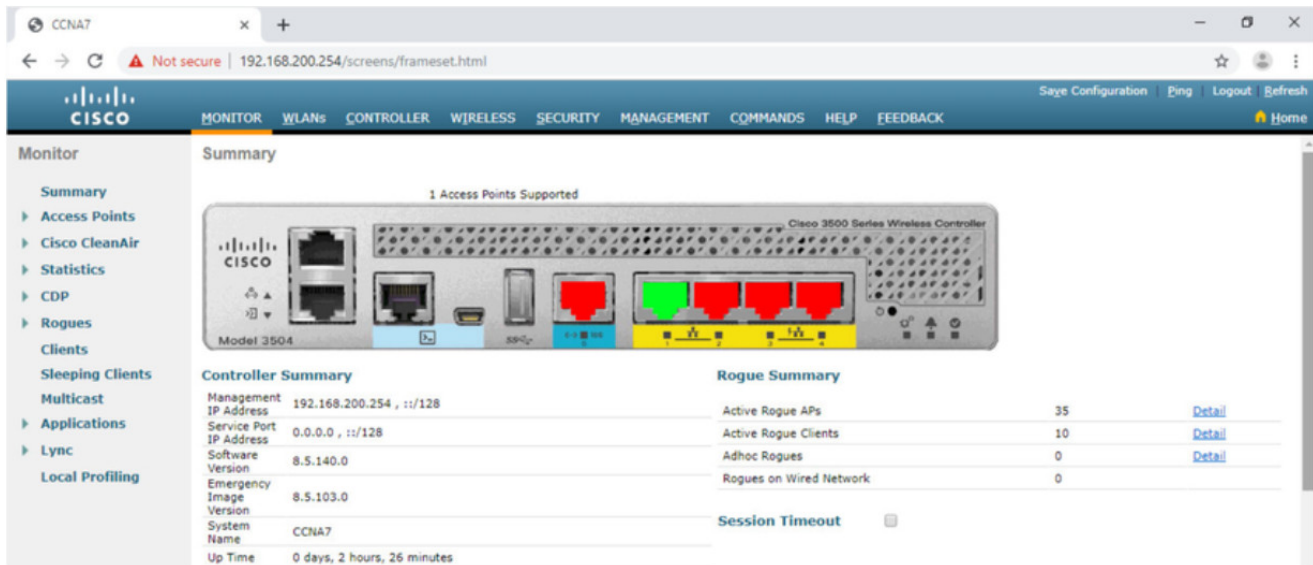 CCNA7
Not secure | 192.168.200.254/screens/frameset.html
Save Configuration | Ping | Logout | Refresh
CISCO
MONITOR WLANs CONTROLLER WIRELESS SECURITY MANAGEMENT COMMANDS HELP FEEDBACK
Home
Monitor
Summary
Access Points
Cisco CleanAir
Statistics
CDP
Rogues
Clients
Sleeping Clients
Multicast
Applications
Lync
Local Profiling
Summary
1 Access Points Supported
Cisco 3500 Series Wireless Controller
CISCO
Model 3504
1 2 3 4
Controller Summary
Management IP Address 192.168.200.254 , ::/128
Service Port IP Address 0.0.0.0 , ::/128
Software Version 8.5.140.0
Emergency Image Version 8.5.103.0
System Name CCNA7
Up Time 0 days, 2 hours, 26 minutes
Rogue Summary
Active Rogue APs 35 Detail
Active Rogue Clients 10 Detail
Adhoc Rogues 0 Detail
Rogues on Wired Network 0
Session Timeout